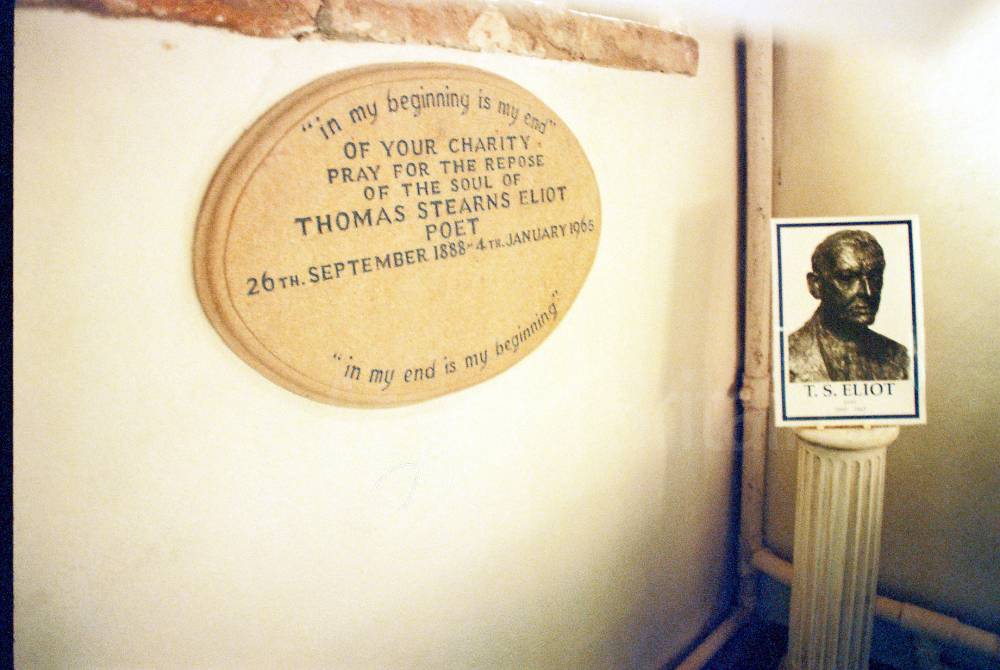 "in my beginning is my end"
OF YOUR CHARITY
PRAY FOR THE REPOSE
OF THE SOUL OF
THOMAS STEARNS ELIOT
POET
26TH. SEPTEMBER 1888-4TH. JANUARY 1965
"in my end is my beginning"
T. S. ELIOT